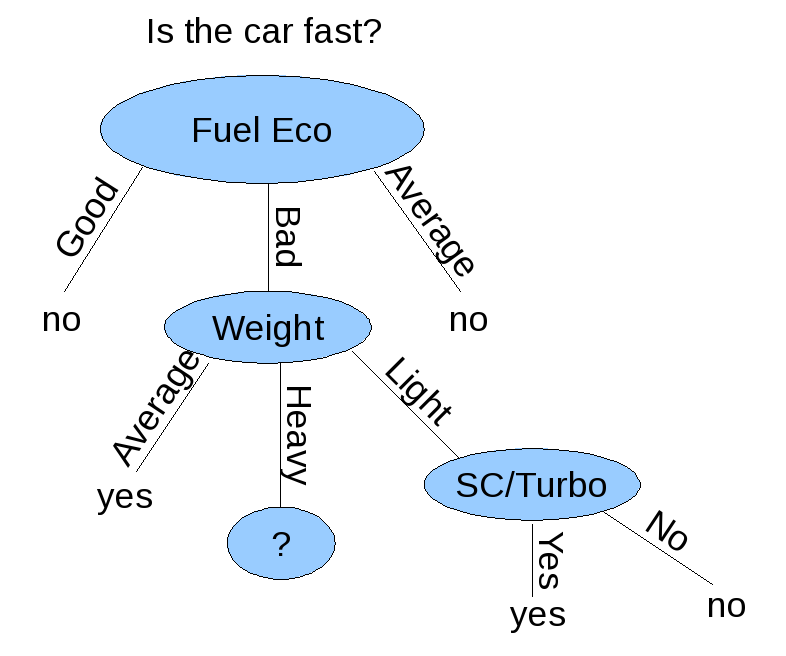 Is the car fast?
Fuel Eco
Good
Bad
Average
no
no
Weight
Average
Heavy
Light
yes
?
SC/Turbo
Yes
No
yes
no